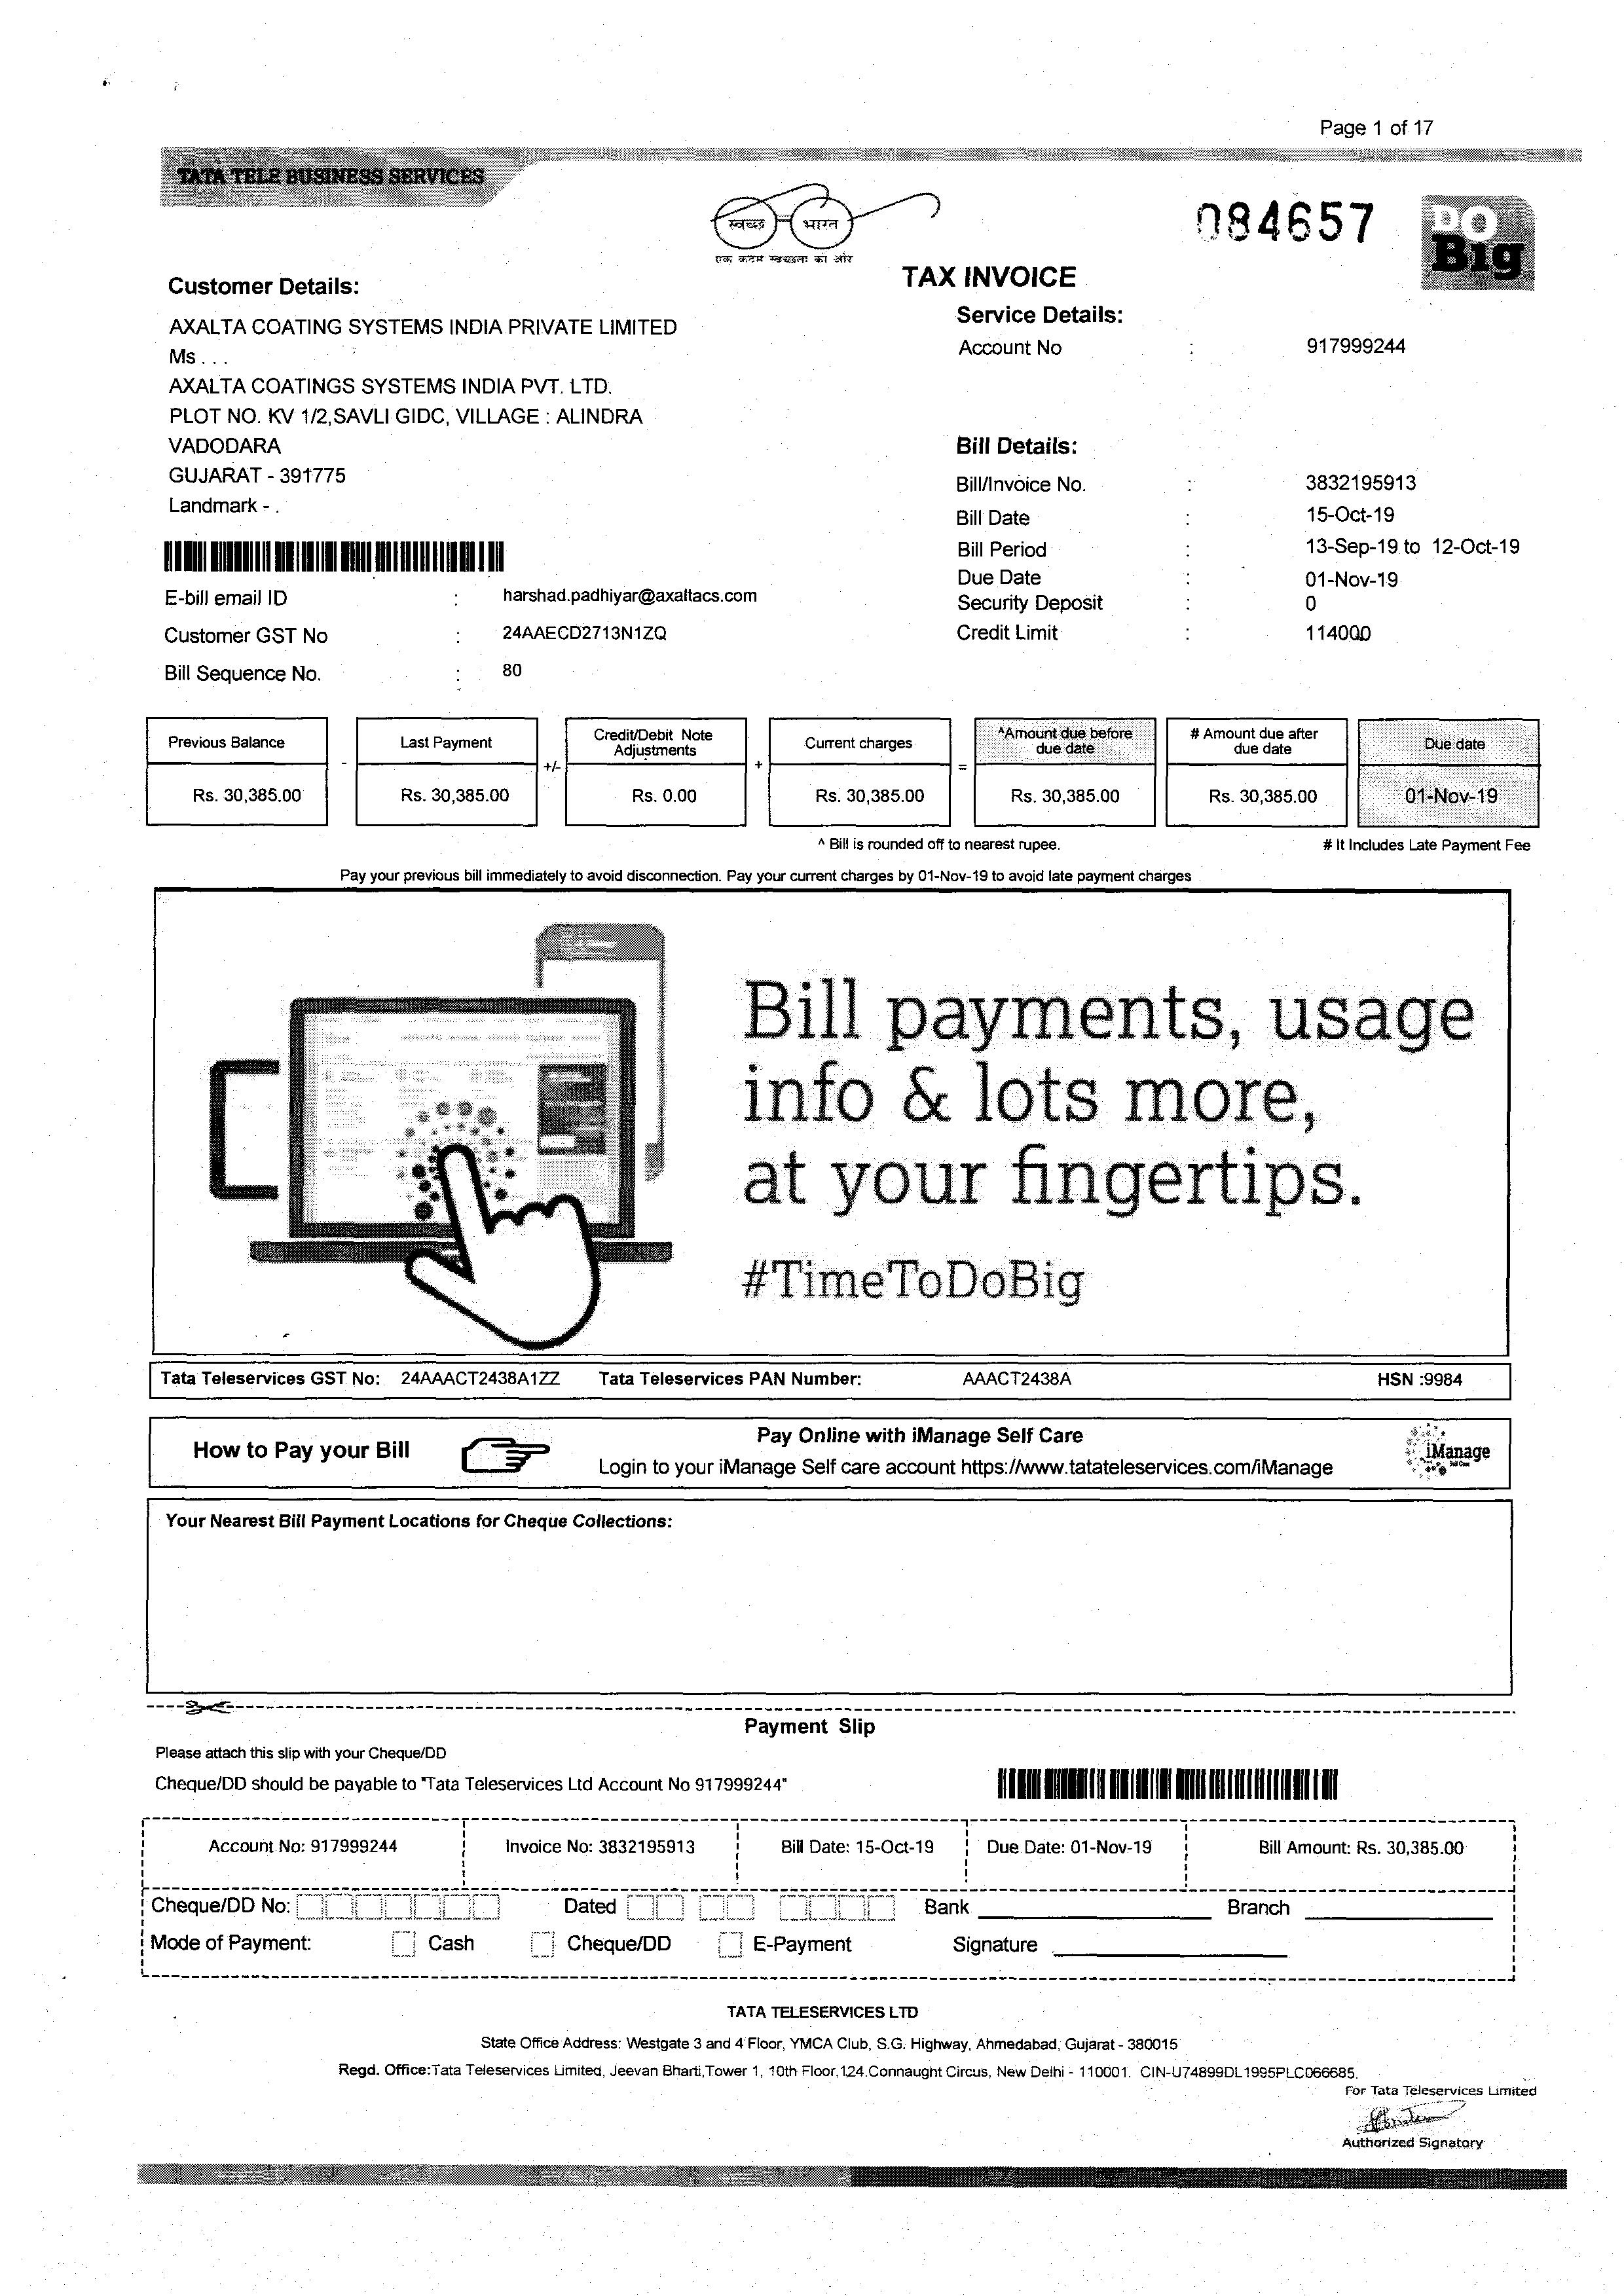 Page 1 of 17
TATA TELE BUSINESS SERVICES
स्वच्छ भारत
एक कदम स्वच्छता की ओर
084657
DO Big
TAX INVOICE
Customer Details:
AXALTA COATING SYSTEMS INDIA PRIVATE LIMITED
Ms . . .
AXALTA COATINGS SYSTEMS INDIA PVT. LTD.
PLOT NO. KV 1/2,SAVLI GIDC, VILLAGE : ALINDRA
VADODARA
GUJARAT - 391775
Landmark - .
E-bill email ID : harshad.padhiyar@axaltacs.com
Customer GST No : 24AAECD2713N1ZQ
Bill Sequence No. : 80
Service Details:
Account No : 917999244
Bill Details:
Bill/Invoice No. : 3832195913
Bill Date : 15-Oct-19
Bill Period : 13-Sep-19 to 12-Oct-19
Due Date : 01-Nov-19
Security Deposit : 0
Credit Limit : 114000
Previous Balance - Last Payment +/- Credit/Debit Note Adjustments + Current charges = ^Amount due before due date # Amount due after due date Due date
Rs. 30,385.00 Rs. 30,385.00 Rs. 0.00 Rs. 30,385.00 Rs. 30,385.00 Rs. 30,385.00 01-Nov-19
^ Bill is rounded off to nearest rupee. # It Includes Late Payment Fee
Pay your previous bill immediately to avoid disconnection. Pay your current charges by 01-Nov-19 to avoid late payment charges
Bill payments, usage
info & lots more,
at your fingertips.
#TimeToDoBig
Tata Teleservices GST No: 24AAACT2438A1ZZ Tata Teleservices PAN Number: AAACT2438A HSN :9984
How to Pay your Bill
Pay Online with iManage Self Care
Login to your iManage Self care account https://www.tatateleservices.com/iManage
iManage
Your Nearest Bill Payment Locations for Cheque Collections:
Payment Slip
Please attach this slip with your Cheque/DD
Cheque/DD should be payable to "Tata Teleservices Ltd Account No 917999244"
Account No: 917999244 Invoice No: 3832195913 Bill Date: 15-Oct-19 Due Date: 01-Nov-19 Bill Amount: Rs. 30,385.00
Cheque/DD No: Dated Bank Branch
Mode of Payment: Cash Cheque/DD E-Payment Signature
TATA TELESERVICES LTD
State Office Address: Westgate 3 and 4 Floor, YMCA Club, S.G. Highway, Ahmedabad, Gujarat - 380015
Regd. Office:Tata Teleservices Limited, Jeevan Bharti,Tower 1, 10th Floor,124.Connaught Circus, New Delhi - 110001. CIN-U74899DL1995PLC066685.
For Tata Teleservices Limited
Authorized Signatory